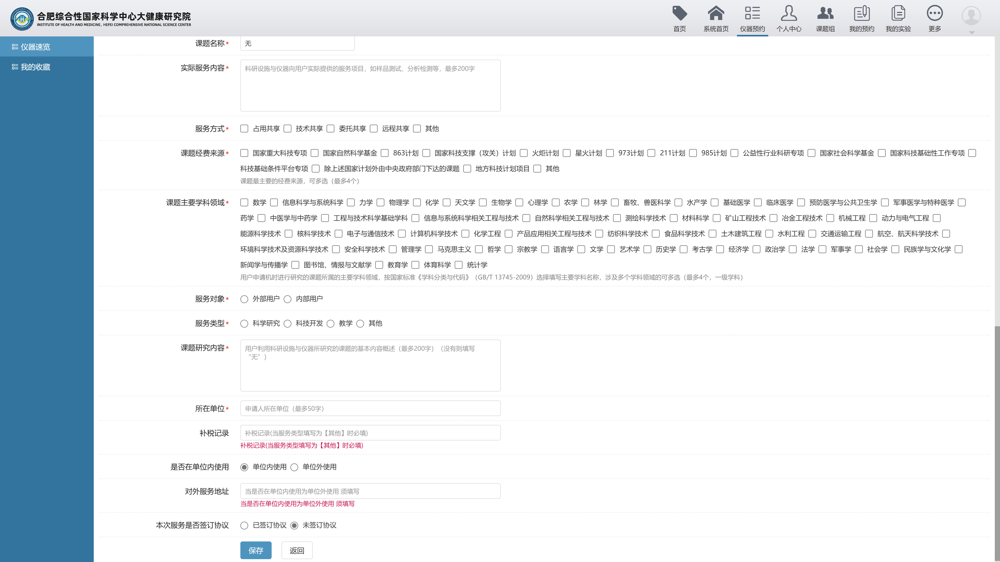 合肥综合性国家科学中心大健康研究院
INSTITUTE OF HEALTH AND MEDICINE, HEFEI COMPREHENSIVE NATIONAL SCIENCE CENTER
首页 系统首页 仪器预约 个人中心 课题组 我的预约 我的实验 更多
仪器速览
我的收藏
课题名称* 无
实际服务内容* 科研设施与仪器向用户实际提供的服务项目，如样品测试、分析检测等，最多200字
服务方式* 占用共享 技术共享 委托共享 远程共享 其他
课题经费来源* 国家重大科技专项 国家自然科学基金 863计划 国家科技支撑（攻关）计划 火炬计划 星火计划 973计划 211计划 985计划 公益性行业科研专项 国家社会科学基金 国家科技基础性工作专项
科技基础条件平台专项 除上述国家计划外由中央政府部门下达的课题 地方科技计划项目 其他
课题最主要的经费来源，可多选（最多4个）
课题主要学科领域* 数学 信息科学与系统科学 力学 物理学 化学 天文学 生物学 心理学 农学 林学 畜牧、兽医科学 水产学 基础医学 临床医学 预防医学与公共卫生学 军事医学与特种医学
药学 中医学与中药学 工程与技术科学基础学科 信息与系统科学相关工程与技术 自然科学相关工程与技术 测绘科学技术 材料科学 矿山工程技术 冶金工程技术 机械工程 动力与电气工程
能源科学技术 核科学技术 电子与通信技术 计算机科学技术 化学工程 产品应用相关工程与技术 纺织科学技术 食品科学技术 土木建筑工程 水利工程 交通运输工程 航空、航天科学技术
环境科学技术及资源科学技术 安全科学技术 管理学 马克思主义 哲学 宗教学 语言学 文学 艺术学 历史学 考古学 经济学 政治学 法学 军事学 社会学 民族学与文化学
新闻学与传播学 图书馆、情报与文献学 教育学 体育科学 统计学
用户申请机时进行研究的课题所属的主要学科领域，按国家标准《学科分类与代码》（GB/T 13745-2009）选择填写主要学科名称，涉及多个学科领域的可多选（最多4个，一级学科）
服务对象* 外部用户 内部用户
服务类型* 科学研究 科技开发 教学 其他
课题研究内容* 用户利用科研设施与仪器所研究的课题的基本内容概述（最多200字）（没有则填写
“无”）
所在单位* 申请人所在单位（最多50字）
补税记录 补税记录(当服务类型填写为【其他】时必填)
补税记录(当服务类型填写为【其他】时必填)
是否在单位内使用 单位内使用 单位外使用
对外服务地址 当是否在单位内使用为单位外使用 须填写
当是否在单位内使用为单位外使用 须填写
本次服务是否签订协议 已签订协议 未签订协议
保存 返回